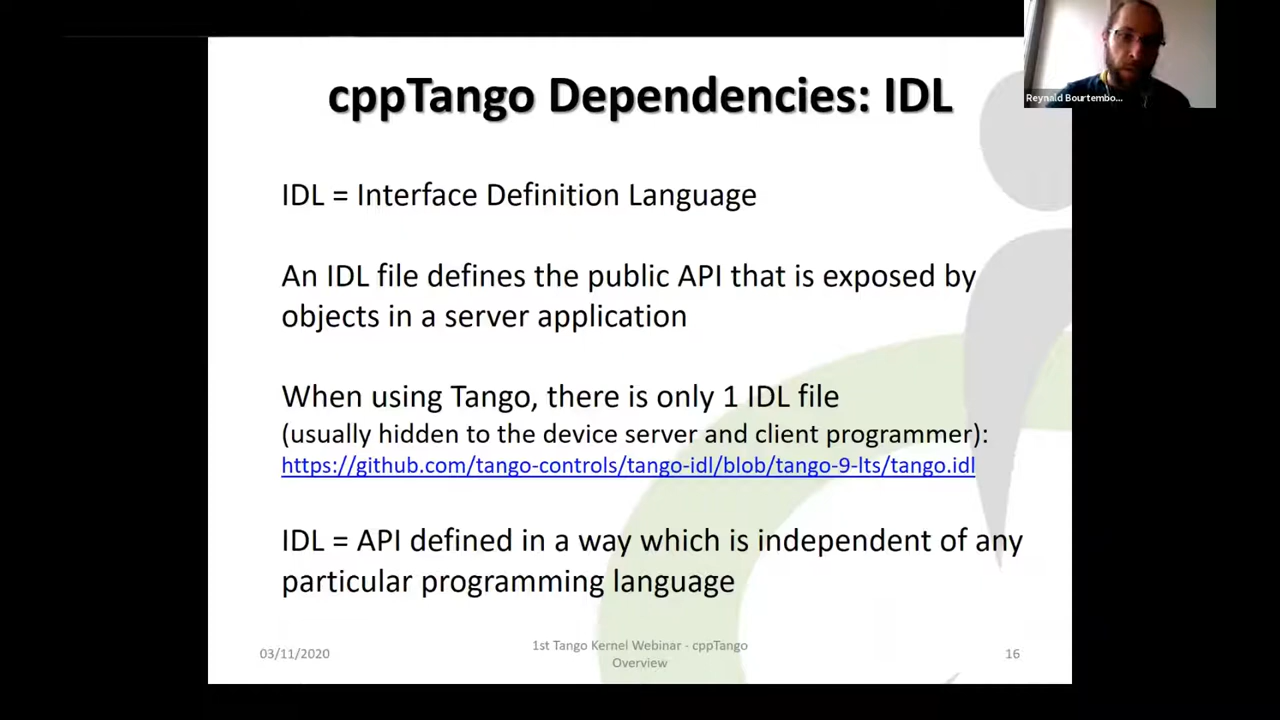 cppTango Dependencies: IDL
Reynald Bourtembo...
IDL = Interface Definition Language
An IDL file defines the public API that is exposed by
objects in a server application
When using Tango, there is only 1 IDL file
(usually hidden to the device server and client programmer):
https://github.com/tango-controls/tango-idl/blob/tango-9-lts/tango.idl
IDL = API defined in a way which is independent of any
particular programming language
03/11/2020
1st Tango Kernel Webinar - cppTango
Overview
16